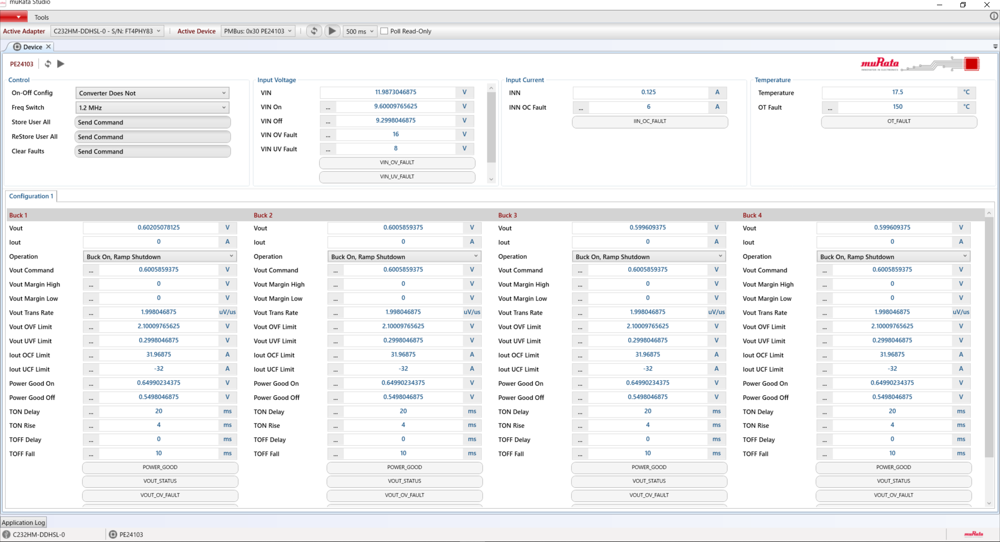 muRata Studio
Tools
Active Adapter C232HM-DDHSL-0 - S/N: FT4PHY83 Active Device PMBus: 0x30 PE24103 500 ms Poll Read-Only
Device
PE24103
muRata
INNOVATOR IN ELECTRONICS
Control
On-Off Config Converter Does Not
Freq Switch 1.2 MHz
Store User All Send Command
ReStore User All Send Command
Clear Faults Send Command
Input Voltage
VIN 11.9873046875 V
VIN On ... 9.60009765625 V
VIN Off ... 9.2998046875 V
VIN OV Fault ... 16 V
VIN UV Fault ... 8 V
VIN_OV_FAULT
VIN_UV_FAULT
Input Current
INN 0.125 A
INN OC Fault ... 6 A
IIN_OC_FAULT
Temperature
Temperature 17.5 °C
OT Fault ... 150 °C
OT_FAULT
Configuration 1
Buck 1
Vout 0.60205078125 V
Iout 0 A
Operation Buck On, Ramp Shutdown
Vout Command ... 0.6005859375 V
Vout Margin High ... 0 V
Vout Margin Low ... 0 V
Vout Trans Rate ... 1.998046875 uV/us
Vout OVF Limit ... 2.10009765625 V
Vout UVF Limit ... 0.2998046875 V
Iout OCF Limit ... 31.96875 A
Iout UCF Limit ... -32 A
Power Good On ... 0.64990234375 V
Power Good Off ... 0.5498046875 V
TON Delay ... 20 ms
TON Rise ... 4 ms
TOFF Delay ... 0 ms
TOFF Fall ... 10 ms
POWER_GOOD
VOUT_STATUS
VOUT_OV_FAULT
Buck 2
Vout 0.6005859375 V
Iout 0 A
Operation Buck On, Ramp Shutdown
Vout Command ... 0.6005859375 V
Vout Margin High ... 0 V
Vout Margin Low ... 0 V
Vout Trans Rate ... 1.998046875 uV/us
Vout OVF Limit ... 2.10009765625 V
Vout UVF Limit ... 0.2998046875 V
Iout OCF Limit ... 31.96875 A
Iout UCF Limit ... -32 A
Power Good On ... 0.64990234375 V
Power Good Off ... 0.5498046875 V
TON Delay ... 20 ms
TON Rise ... 4 ms
TOFF Delay ... 0 ms
TOFF Fall ... 10 ms
POWER_GOOD
VOUT_STATUS
VOUT_OV_FAULT
Buck 3
Vout 0.599609375 V
Iout 0 A
Operation Buck On, Ramp Shutdown
Vout Command ... 0.6005859375 V
Vout Margin High ... 0 V
Vout Margin Low ... 0 V
Vout Trans Rate ... 1.998046875 uV/us
Vout OVF Limit ... 2.10009765625 V
Vout UVF Limit ... 0.2998046875 V
Iout OCF Limit ... 31.96875 A
Iout UCF Limit ... -32 A
Power Good On ... 0.64990234375 V
Power Good Off ... 0.5498046875 V
TON Delay ... 20 ms
TON Rise ... 4 ms
TOFF Delay ... 0 ms
TOFF Fall ... 10 ms
POWER_GOOD
VOUT_STATUS
VOUT_OV_FAULT
Buck 4
Vout 0.599609375 V
Iout 0 A
Operation Buck On, Ramp Shutdown
Vout Command ... 0.6005859375 V
Vout Margin High ... 0 V
Vout Margin Low ... 0 V
Vout Trans Rate ... 1.998046875 uV/us
Vout OVF Limit ... 2.10009765625 V
Vout UVF Limit ... 0.2998046875 V
Iout OCF Limit ... 31.96875 A
Iout UCF Limit ... -32 A
Power Good On ... 0.64990234375 V
Power Good Off ... 0.5498046875 V
TON Delay ... 20 ms
TON Rise ... 4 ms
TOFF Delay ... 0 ms
TOFF Fall ... 10 ms
POWER_GOOD
VOUT_STATUS
VOUT_OV_FAULT
Application Log
C232HM-DDHSL-0 PE24103 muRata